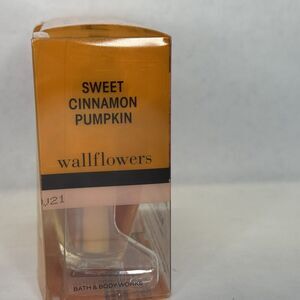 SWEET
CINNAMON
PUMPKIN
wallflowers
J21
BATH & BODY WORKS